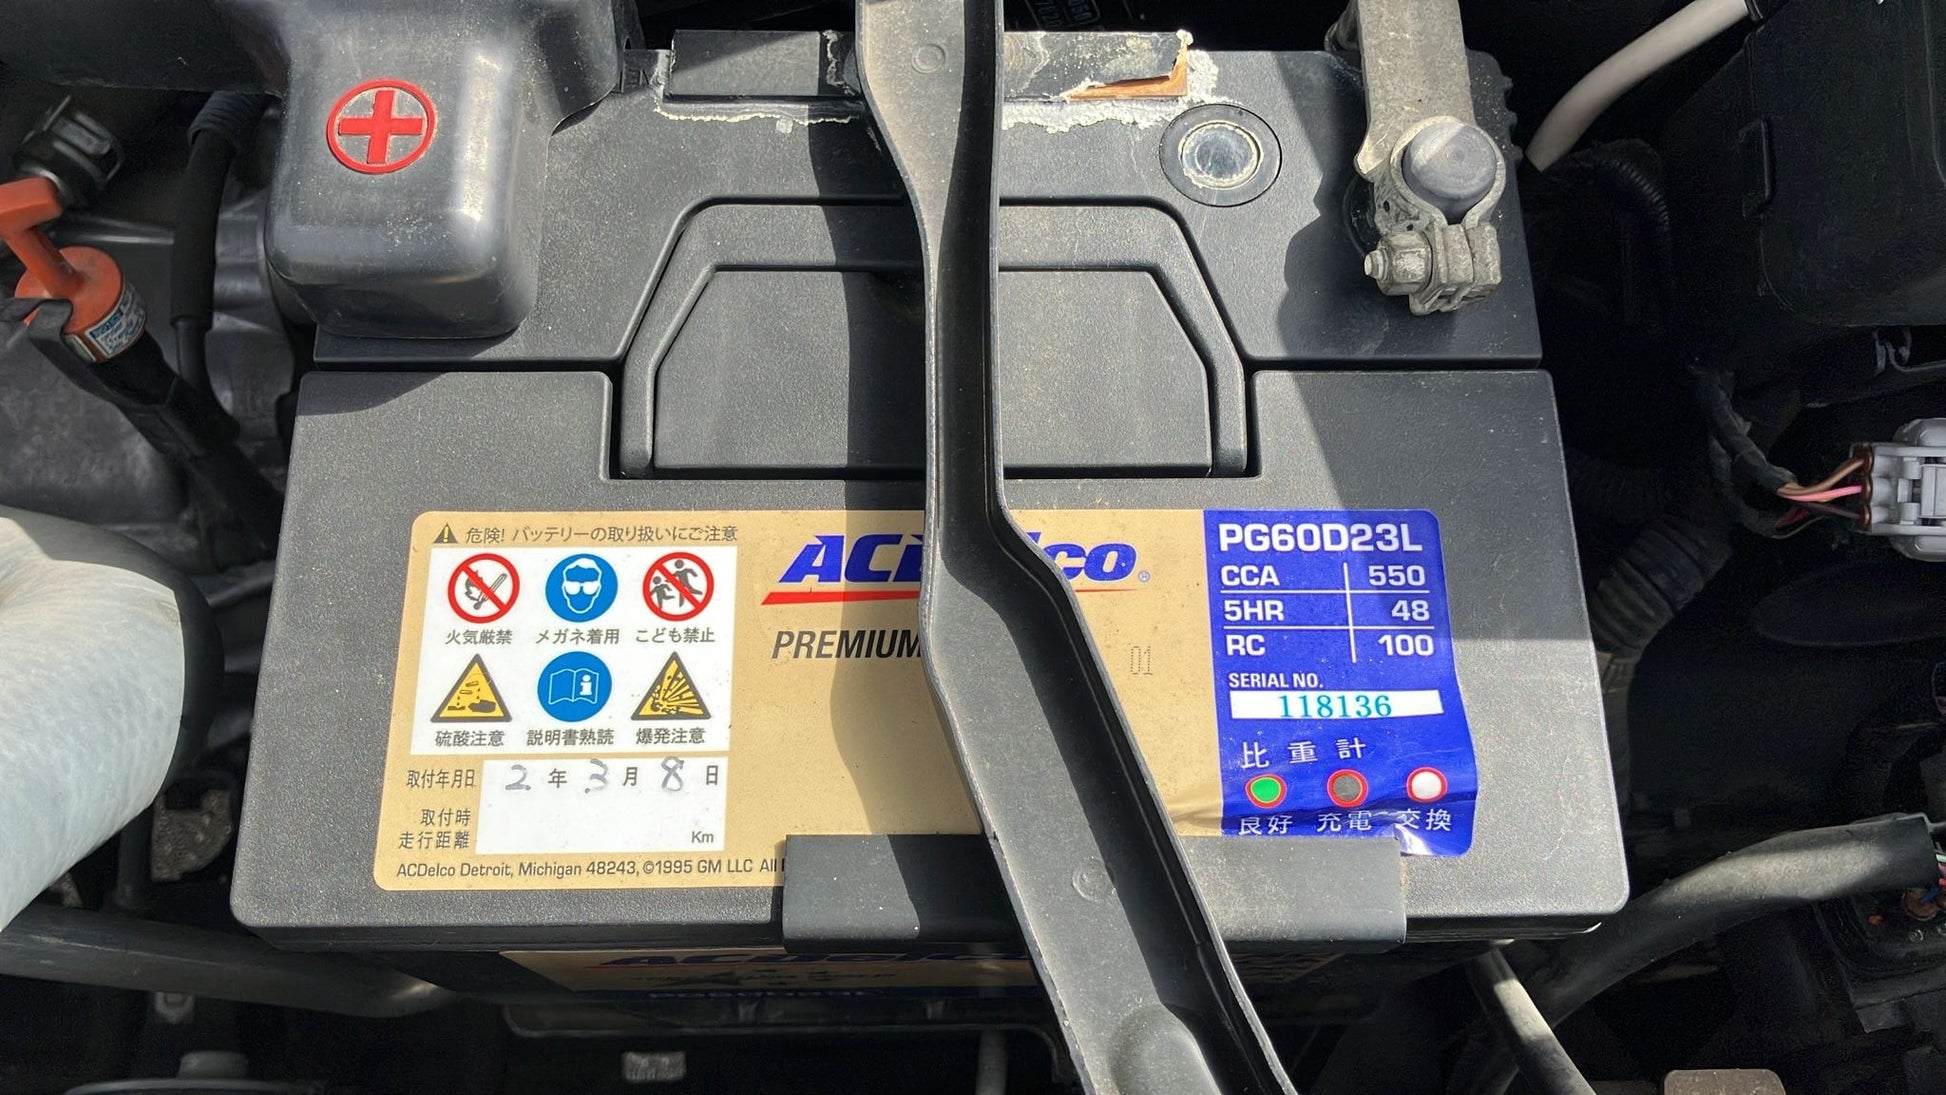 危険! バッテリーの取り扱いにご注意
火気厳禁 メガネ着用 こども禁止
硫酸注意 説明書熟読 爆発注意
取付年月日 2 年 3 月 8 日
取付時
走行距離 Km
ACDelco Detroit, Michigan 48243, ©1995 GM LLC All
PREMIUM
01
PG60D23L
CCA 550
5HR 48
RC 100
SERIAL NO.
118136
比重計
良好 充電 交換